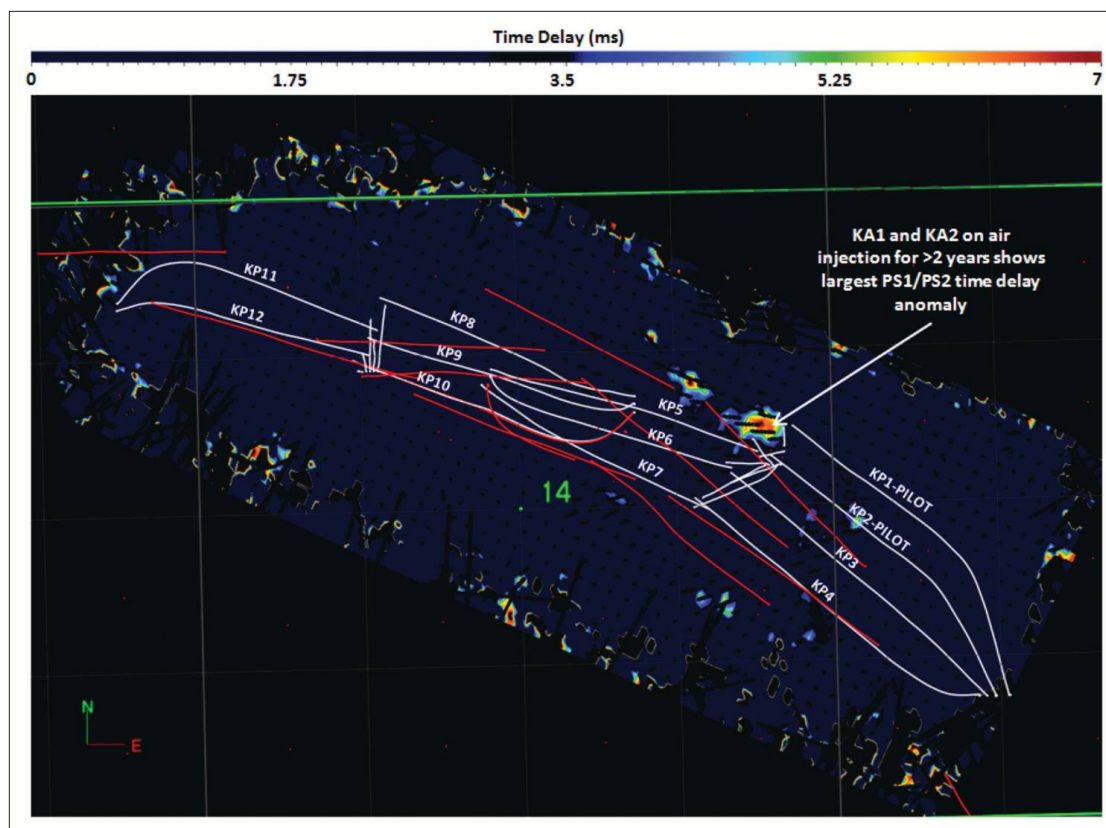 Time Delay (ms)
0 1.75 3.5 5.25 7
KA1 and KA2 on air
injection for >2 years shows
largest PS1/PS2 time delay
anomaly
KP11
KP12
KP8
KP9
KP10
KP5
KP6
KP7
KP1-PILOT
KP2-PILOT
KP3
KP4
14
N
E